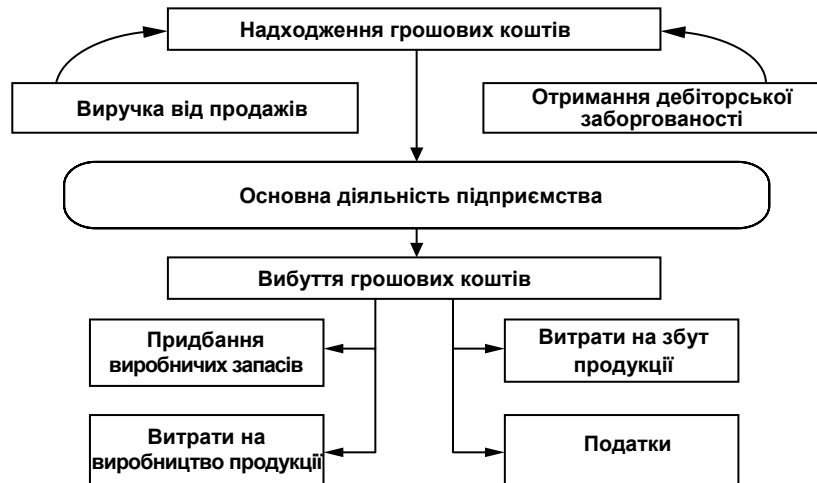 Надходження грошових коштів
Виручка від продажів
Отримання дебіторської
заборгованості
Основна діяльність підприємства
Вибуття грошових коштів
Придбання
виробничих запасів
Витрати на збут
продукції
Витрати на
виробництво продукції
Податки